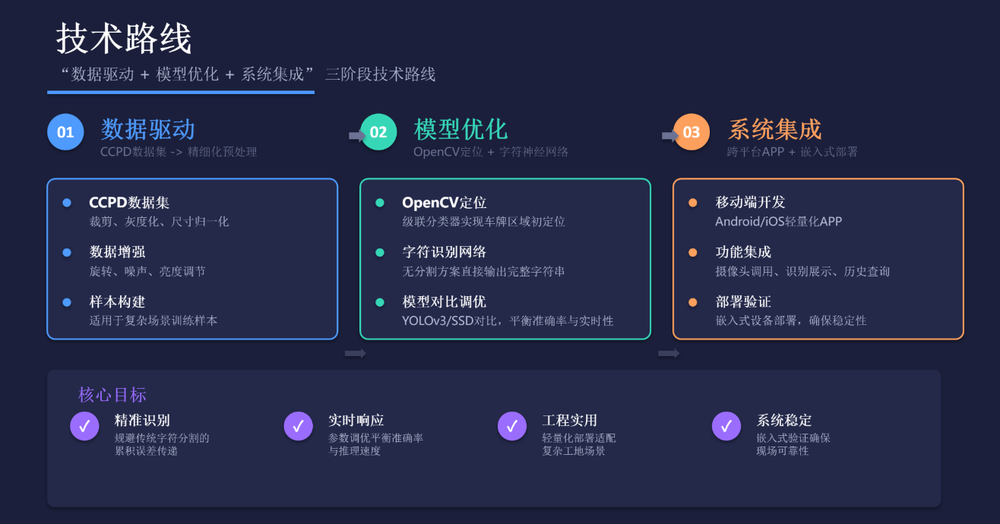 技术路线
“数据驱动 + 模型优化 + 系统集成” 三阶段技术路线
01
数据驱动
CCPD数据集 -> 精细化预处理
02
模型优化
OpenCV定位 + 字符神经网络
03
系统集成
跨平台APP + 嵌入式部署
CCPD数据集
裁剪、灰度化、尺寸归一化
数据增强
旋转、噪声、亮度调节
样本构建
适用于复杂场景训练样本
OpenCV定位
级联分类器实现车牌区域初定位
字符识别网络
无分割方案直接输出完整字符串
模型对比调优
YOLOv3/SSD对比，平衡准确率与实时性
移动端开发
Android/iOS轻量化APP
功能集成
摄像头调用、识别展示、历史查询
部署验证
嵌入式设备部署，确保稳定性
核心目标
精准识别
规避传统字符分割的
累积误差传递
实时响应
参数调优平衡准确率
与推理速度
工程实用
轻量化部署适配
复杂工地场景
系统稳定
嵌入式验证确保
现场可靠性